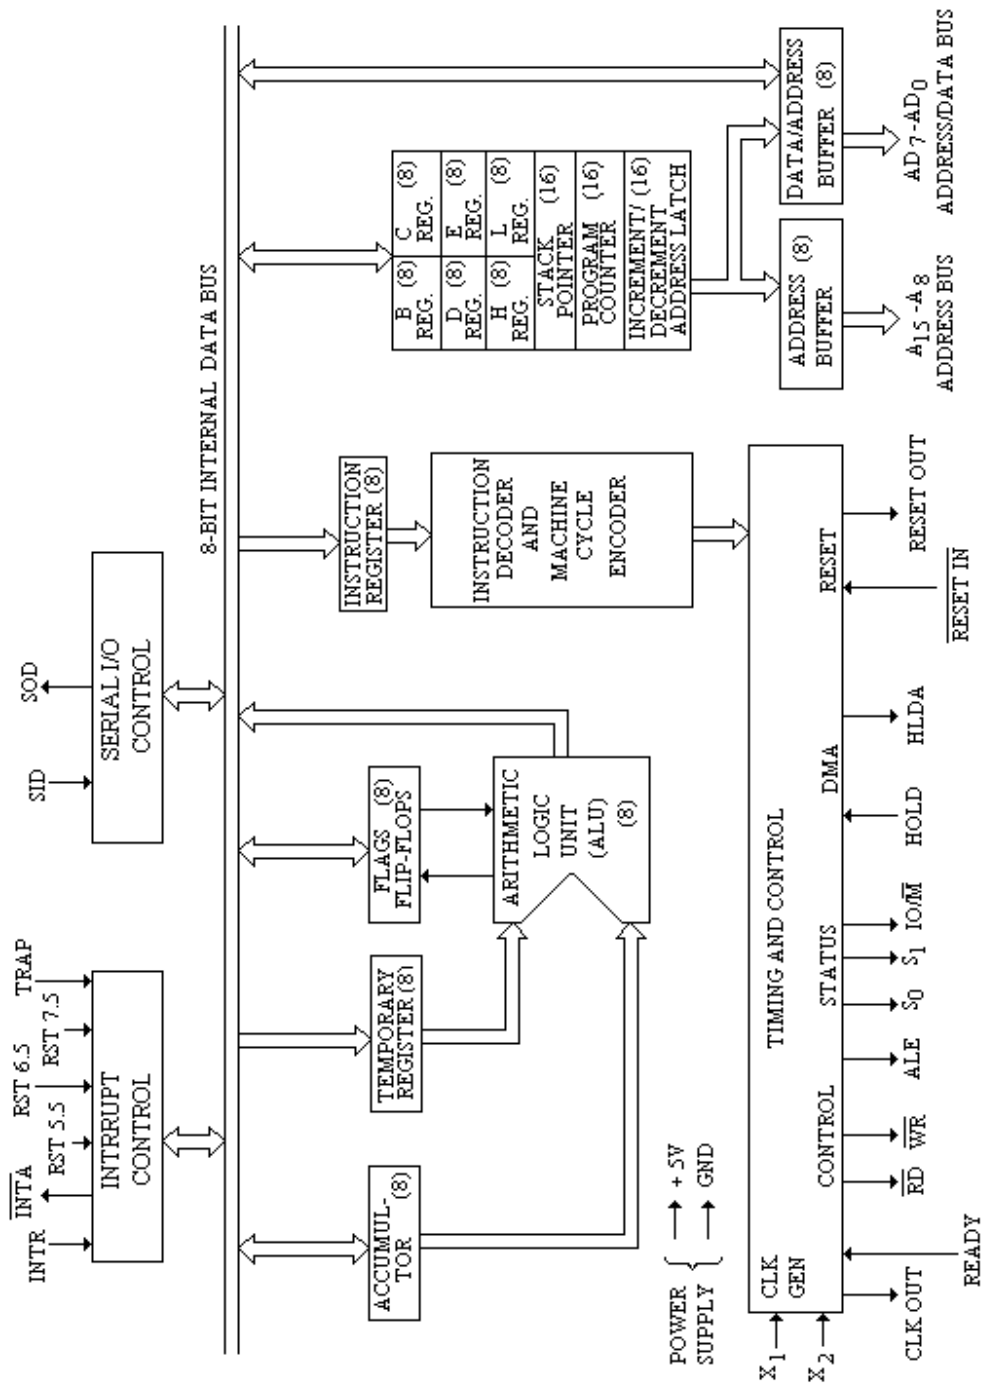 INTR
INTA
RST 5.5
RST 6.5
RST 7.5
TRAP
SID
SOD
INTRRUPT
CONTROL
SERIAL I/O
CONTROL
8-BIT INTERNAL DATA BUS
ACCUMUL-
TOR (8)
TEMPORARY
REGISTER (8)
FLAGS (8)
FLIP-FLOPS
ARITHMETIC
LOGIC
UNIT
(ALU)
(8)
INSTRUCTION
REGISTER (8)
INSTRUCTION
DECODER
AND
MACHINE
CYCLE
ENCODER
B (8)
REG.
C (8)
REG.
D (8)
REG.
E (8)
REG.
H (8)
REG.
L (8)
REG.
STACK (16)
POINTER
PROGRAM (16)
COUNTER
INCREMENT/ (16)
DECREMENT
ADDRESS LATCH
ADDRESS (8)
BUFFER
DATA/ADDRESS
BUFFER (8)
A15 -A8
ADDRESS BUS
AD7-AD0
ADDRESS/DATA BUS
POWER
SUPPLY
+ 5V
GND
TIMING AND CONTROL
CLK
GEN
CONTROL
STATUS
DMA
RESET
X1
X2
CLK OUT
READY
RD
WR
ALE
S0
S1
IO/M
HOLD
HLDA
RESET IN
RESET OUT